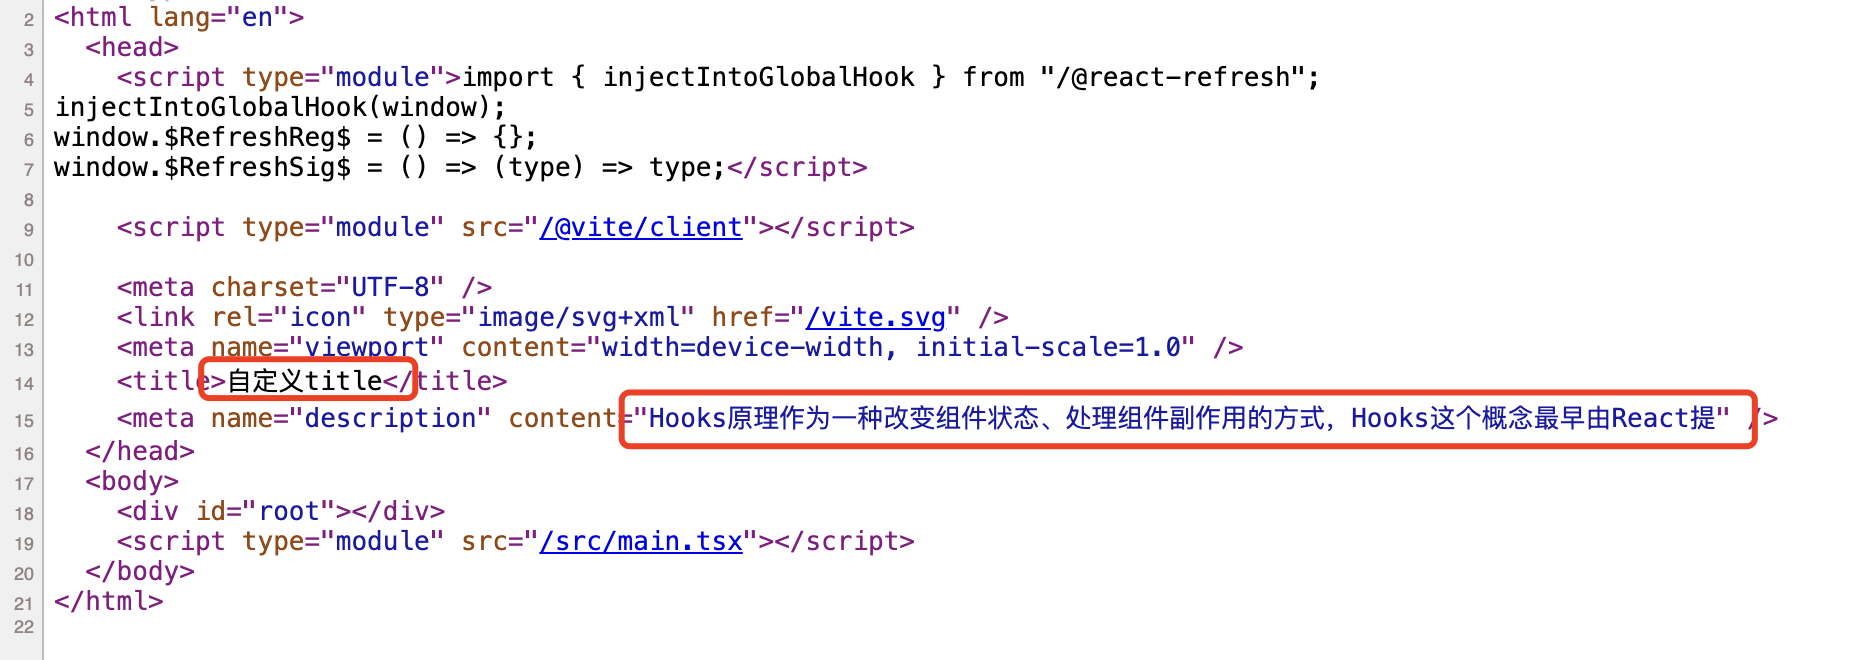 2 <html lang="en">
3 <head>
4 <script type="module">import { injectIntoGlobalHook } from "/@react-refresh";
5 injectIntoGlobalHook(window);
6 window.$RefreshReg$ = () => {};
7 window.$RefreshSig$ = () => (type) => type;</script>
8
9 <script type="module" src="/@vite/client"></script>
10
11 <meta charset="UTF-8" />
12 <link rel="icon" type="image/svg+xml" href="/vite.svg" />
13 <meta name="viewport" content="width=device-width, initial-scale=1.0" />
14 <title>自定义title</title>
15 <meta name="description" content="Hooks原理作为一种改变组件状态、处理组件副作用的方式，Hooks这个概念最早由React提" />
16 </head>
17 <body>
18 <div id="root"></div>
19 <script type="module" src="/src/main.tsx"></script>
20 </body>
21 </html>
22